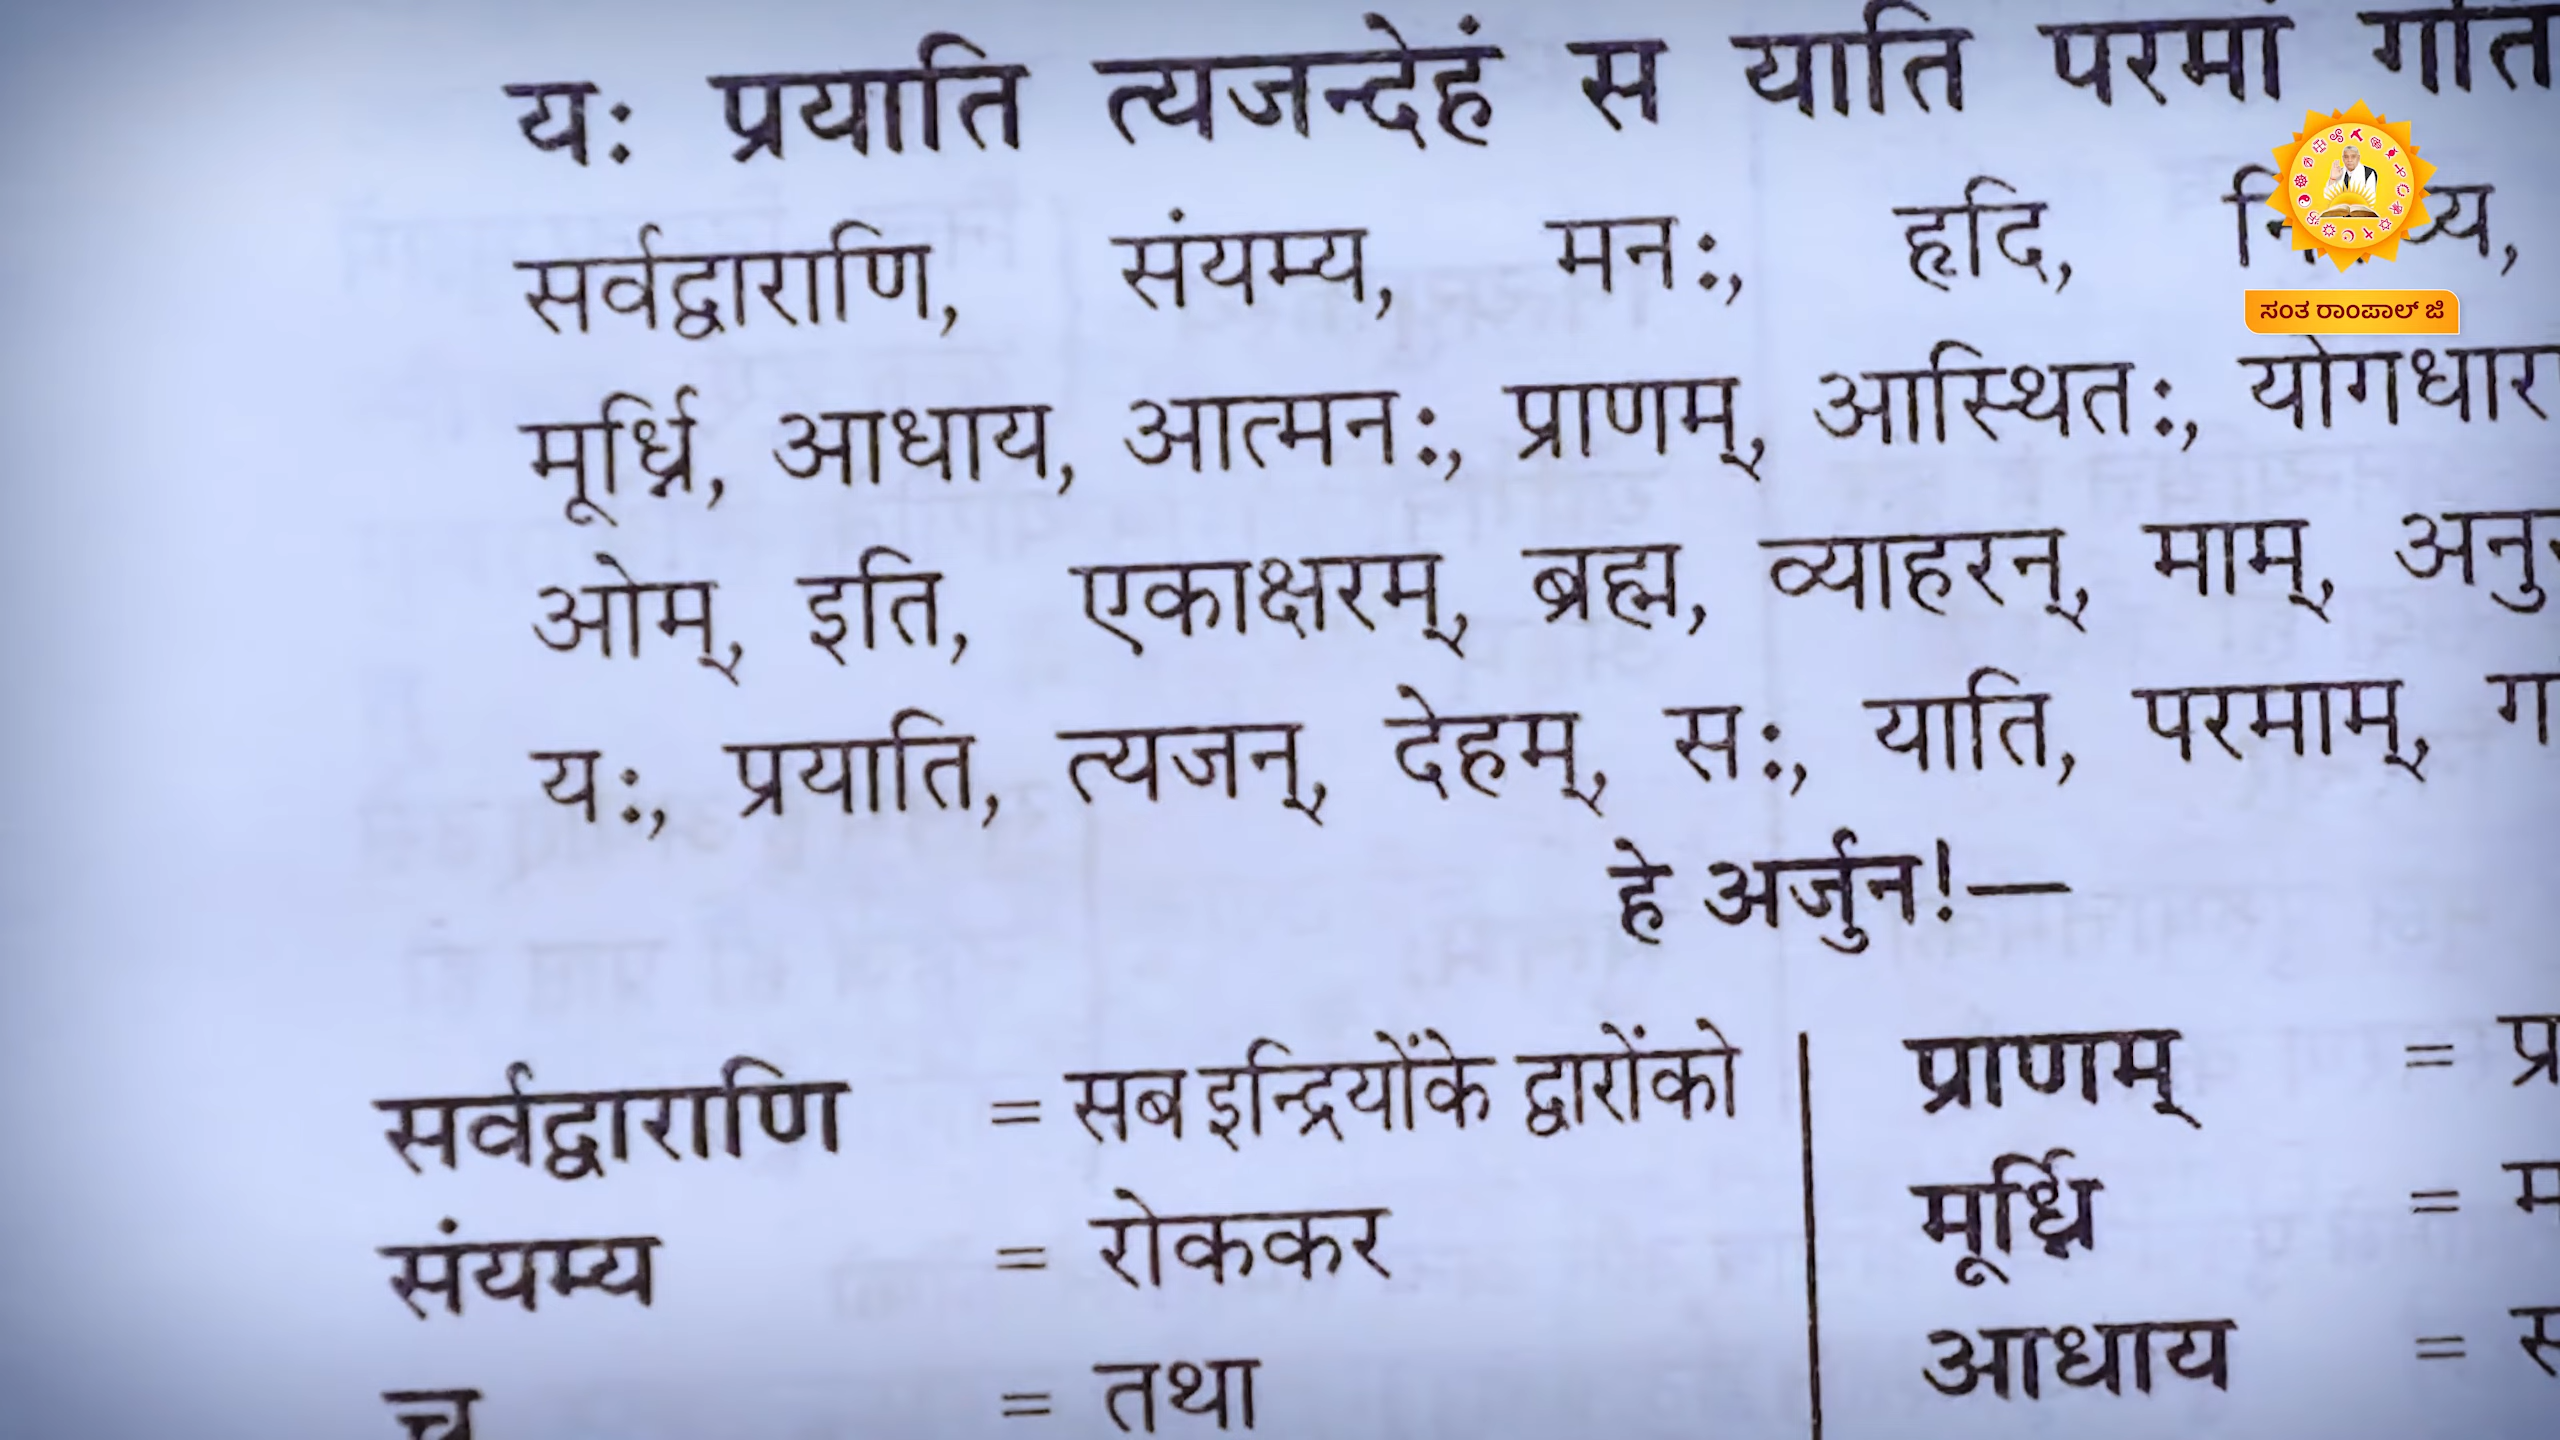 यः प्रयाति त्यजन्देहं स याति परमां
सर्वद्वाराणि, संयम्य, मनः, हृदि,
ಸಂತ ರಾಂಪಾಲ್ ಜಿ
मूर्ध्नि, आधाय, आत्मनः, प्राणम्, आस्थितः,
ओम्, इति, एकाक्षरम्, ब्रह्म, व्याहरन्, माम्,
यः, प्रयाति, त्यजन्, देहम्, सः, याति, परमाम्,
हे अर्जुन!—
सर्वद्वाराणि = सब इन्द्रियोंके द्वारोंको
संयम्य = रोककर
च = तथा
प्राणम् =
मूर्ध्नि =
आधाय =